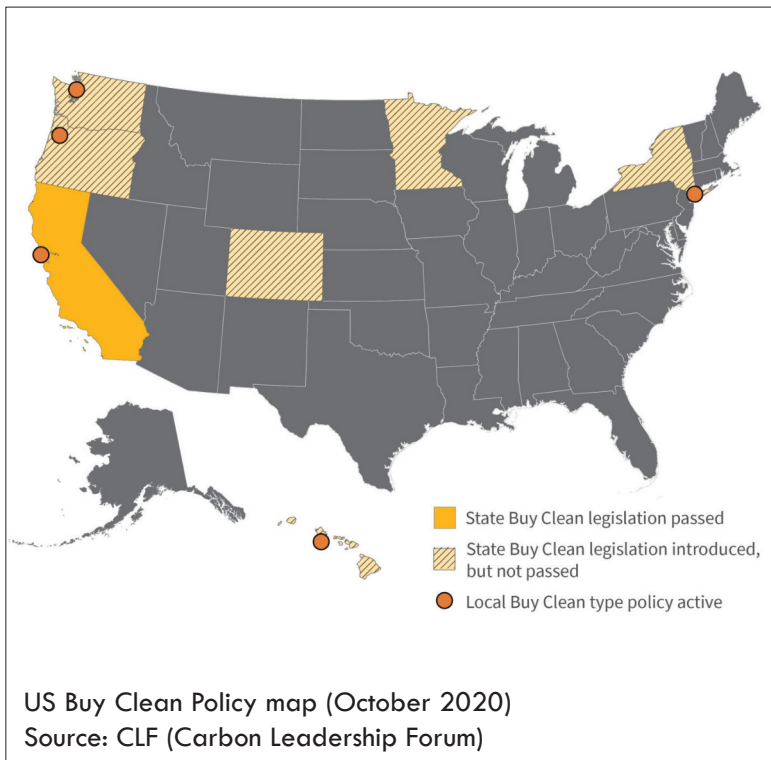 State Buy Clean legislation passed
State Buy Clean legislation introduced,
but not passed
Local Buy Clean type policy active
US Buy Clean Policy map (October 2020)
Source: CLF (Carbon Leadership Forum)